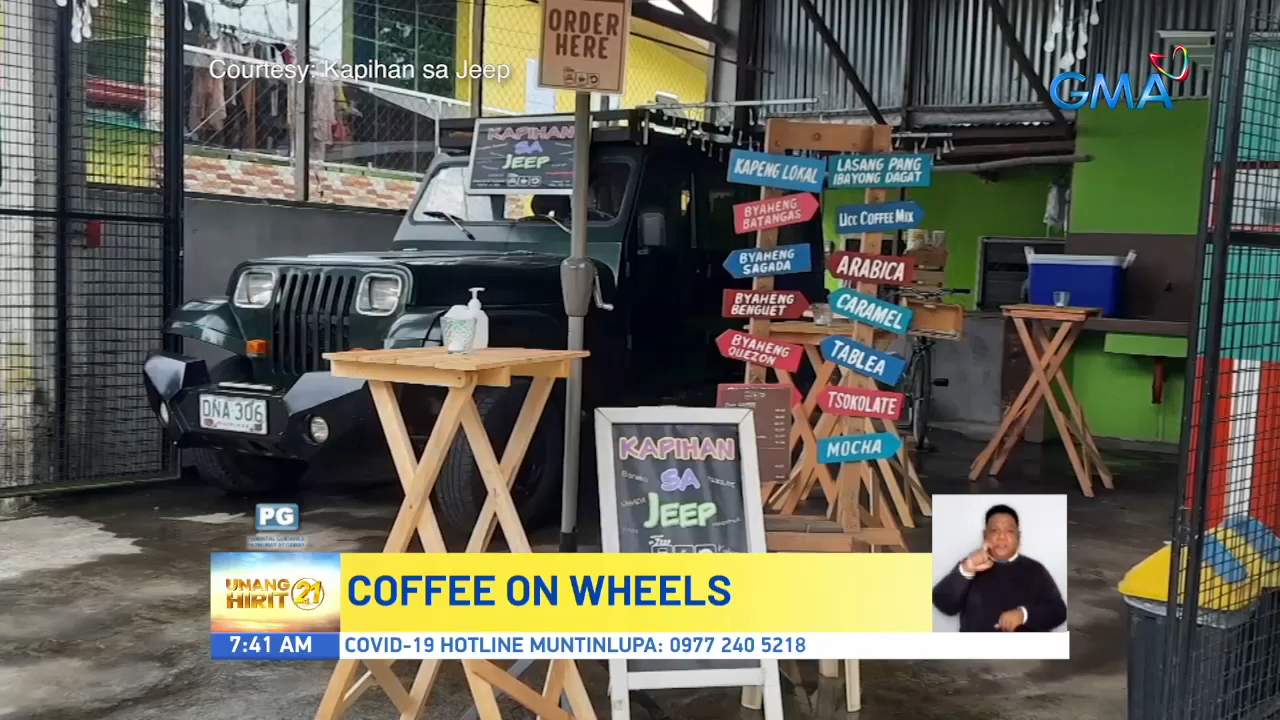 ORDER
HERE
Courtesy: Kapihan sa Jeep
GMA
KAPIHAN
SA
JEEP
KAPENG LOKAL
BYAHENG
BATANGAS
BYAHENG
SAGADA
BYAHENG
BENGUET
BYAHENG
QUEZON
LASANG PANG
IBAYONG DAGAT
UCC COFFEE MIX
ARABICA
CARAMEL
TABLEA
TSOKOLATE
MOCHA
DNA 306
KAPIHAN
SA
JEEP
PG
UNANG
HIRIT 21
COFFEE ON WHEELS
7:41 AM
COVID-19 HOTLINE MUNTINLUPA: 0977 240 5218